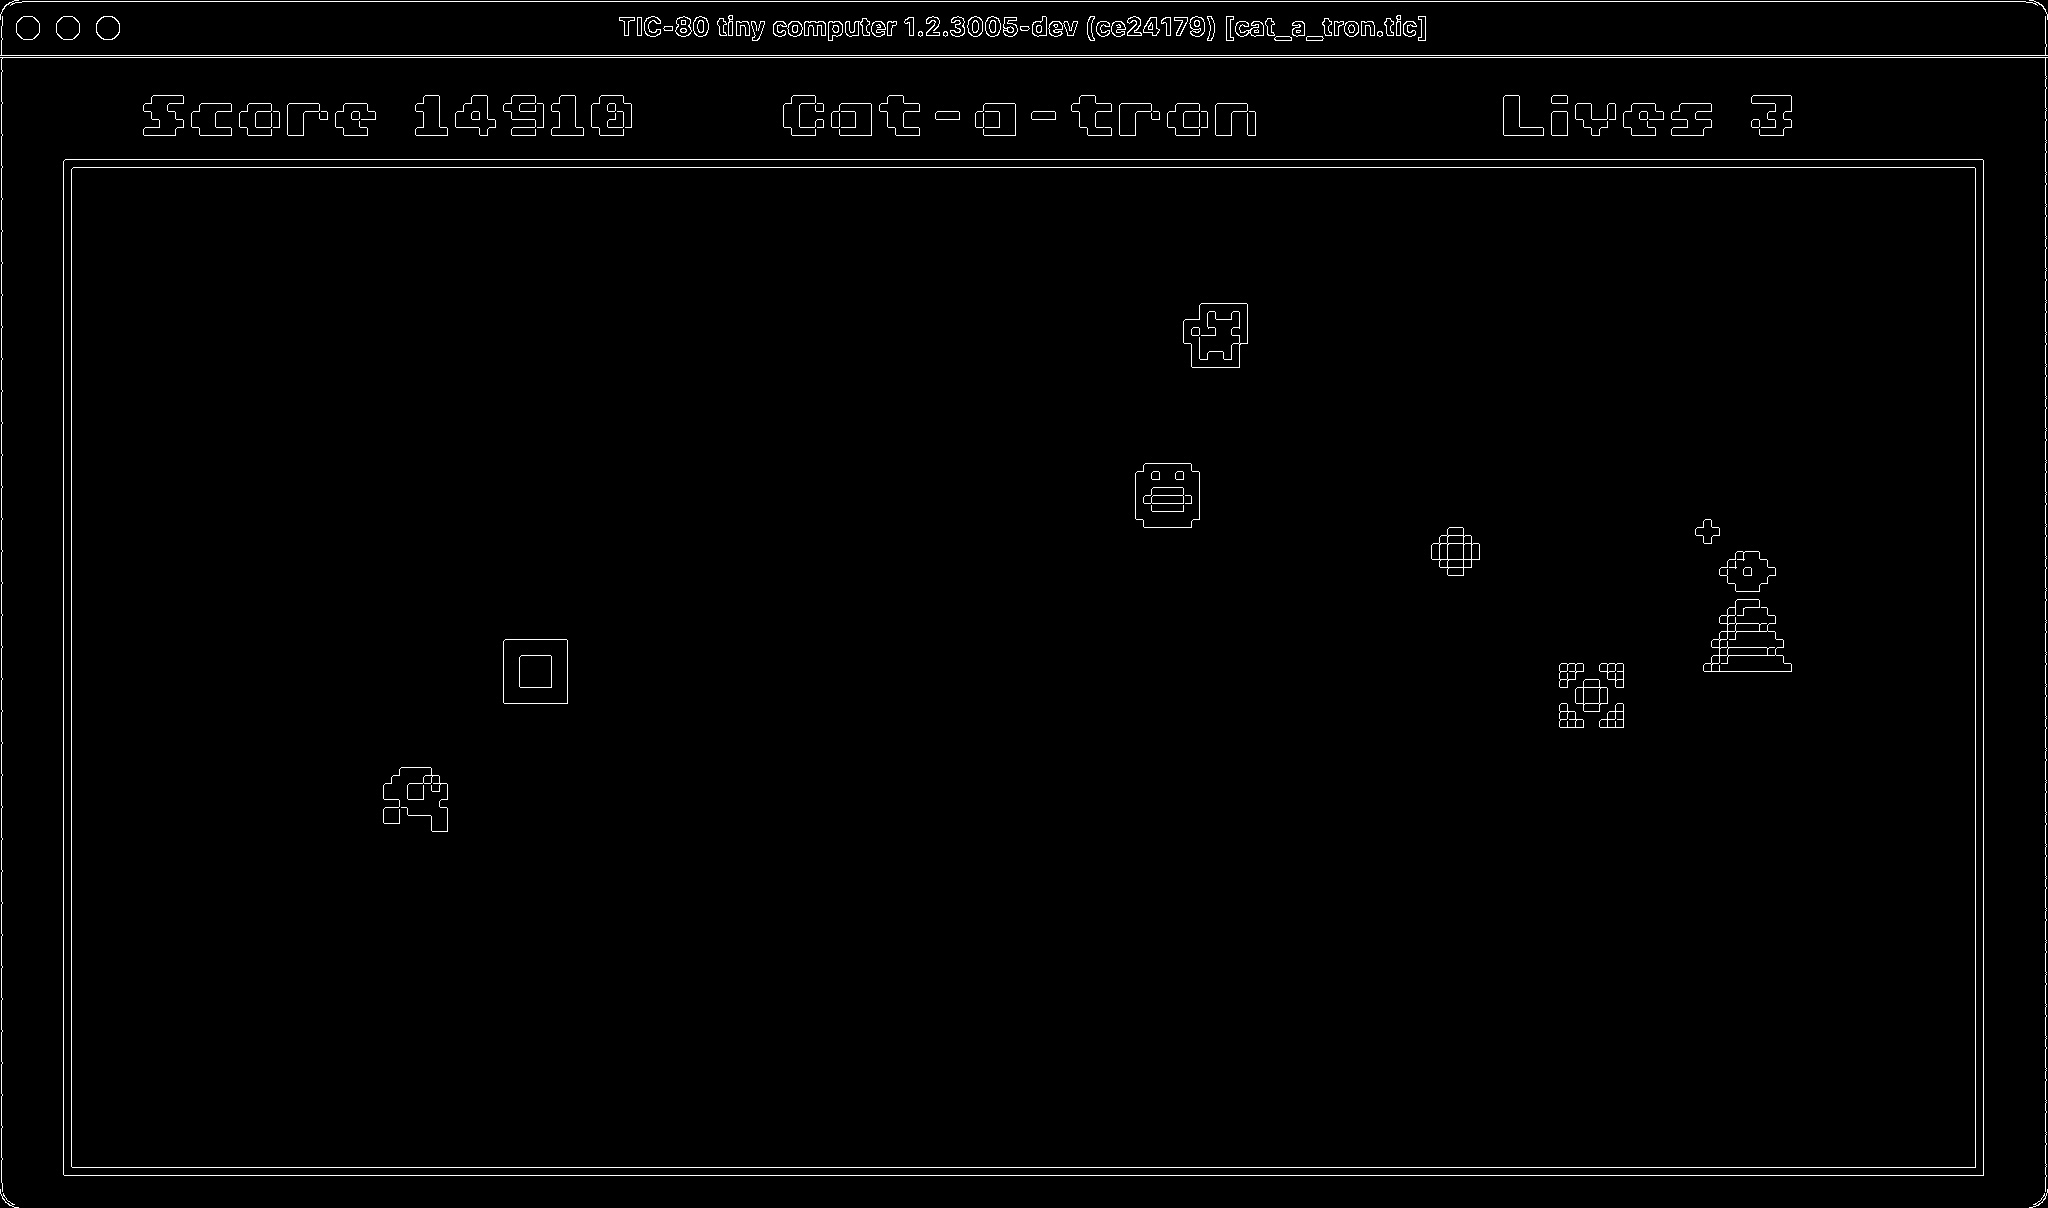 TIC-80 tiny computer 1.2.3005-dev (ce24179) [cat_a_tron.tic]
Score 14910 Cat-a-tron Lives 3